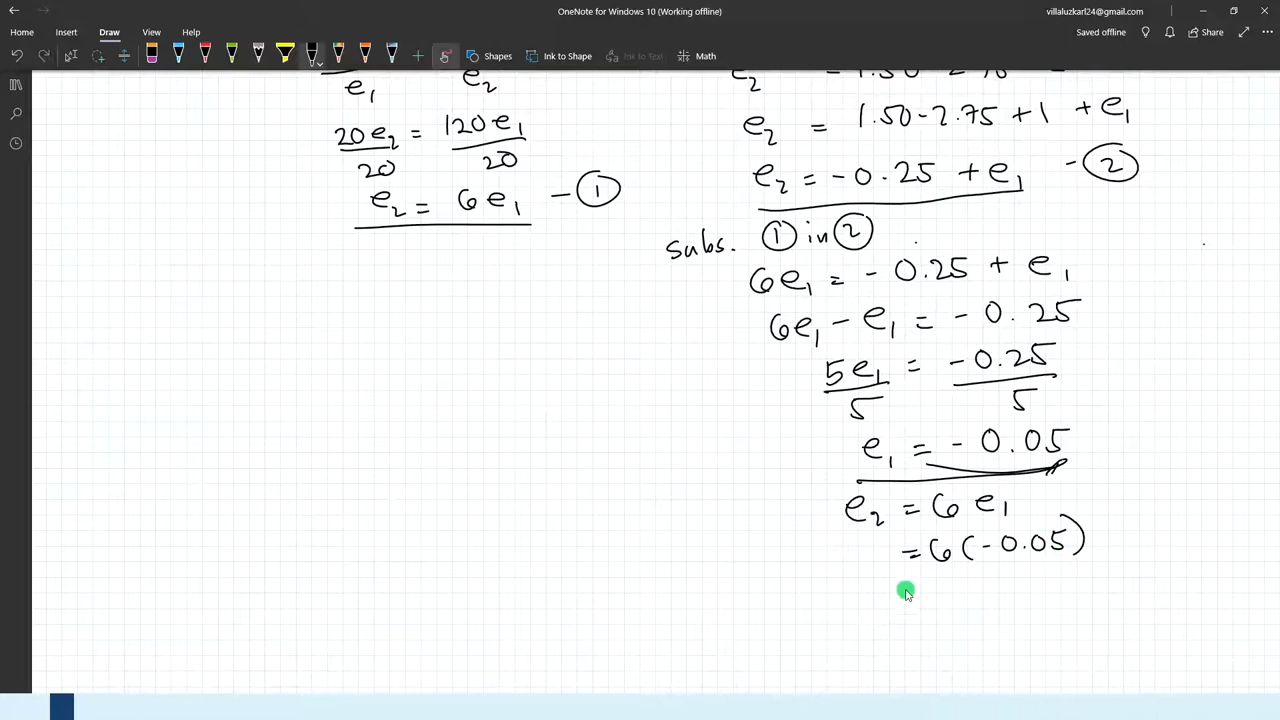 OneNote for Windows 10 (Working offline)
villaluzkarl24@gmail.com
Home Insert Draw View Help
Saved offline Share
Shapes Ink to Shape Ink to Text Math
e₁ e₂
20e₂ = 120e₁
20 20
e₂ = 6e₁ - ①
e₂
e₂ = 1.50 - 2.75 + 1 + e₁
e₂ = -0.25 + e₁ - ②
subs. ① in ②
6e₁ = - 0.25 + e₁
6e₁ - e₁ = - 0.25
5e₁ = -0.25
5 5
e₁ = - 0.05
e₂ = 6 e₁
= 6(-0.05)